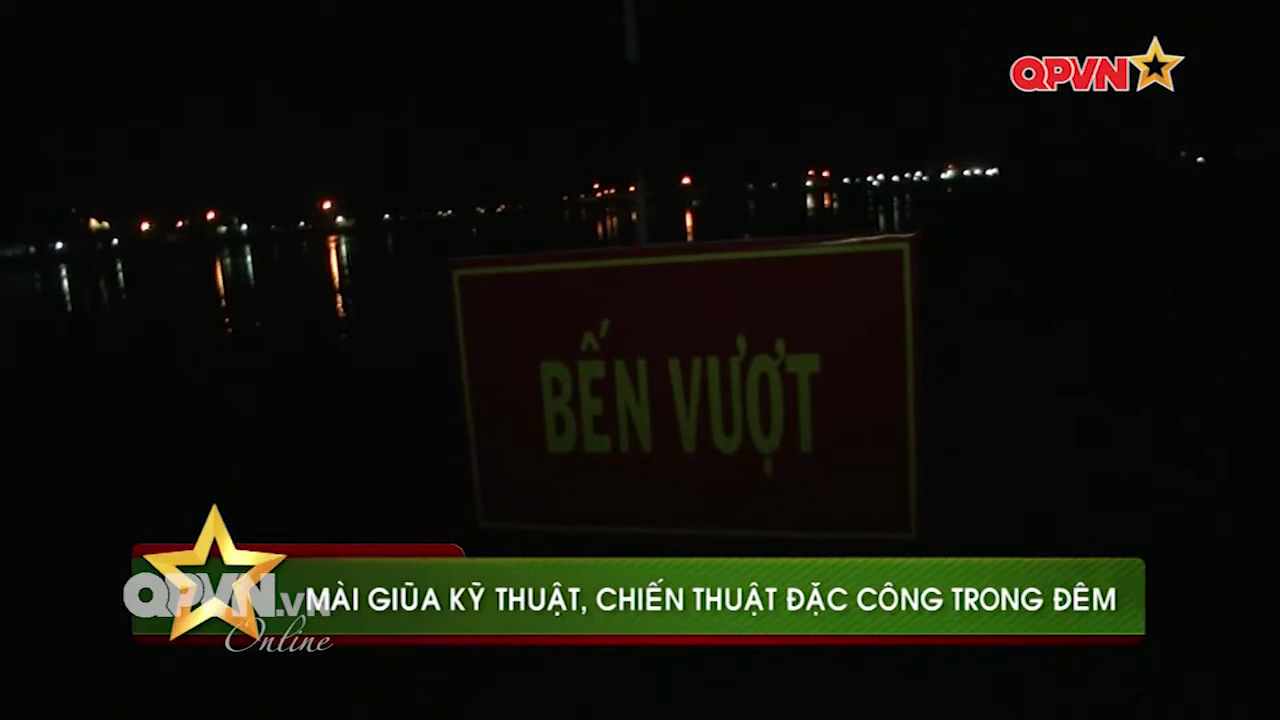 QPVN
BẾN VƯỢT
MÀI GIŨA KỸ THUẬT, CHIẾN THUẬT ĐẶC CÔNG TRONG ĐÊM
QPVN.VN
Online